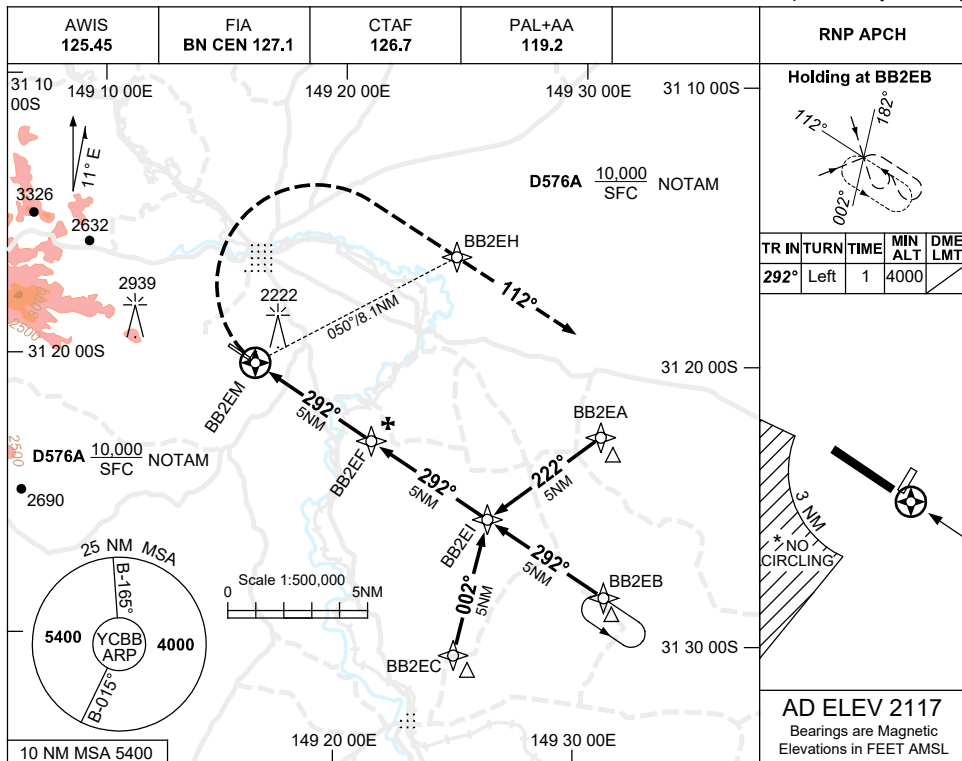 AWIS
125.45
FIA
BN CEN 127.1
CTAF
126.7
PAL+AA
119.2
RNP APCH
31 10
00S
149 10 00E
149 20 00E
149 30 00E
31 10 00S
11° E
3326
2632
2939
2222
D576A 10,000
SFC
NOTAM
BB2EH
112°
050°/8.1NM
3000
2500
31 20 00S
31 20 00S
BB2EM
292°
5NM
BB2EF
BB2EA
222°
5NM
292°
5NM
BB2EI
2500
D576A 10,000
SFC
NOTAM
2690
292°
5NM
BB2EB
002°
5NM
BB2EC
25 NM MSA
B-165°
5400
YCBB
ARP
4000
B-015°
Scale 1:500,000
0
5NM
31 30 00S
149 20 00E
149 30 00E
10 NM MSA 5400
Holding at BB2EB
112°
182°
002°
TR IN
TURN
TIME
MIN
ALT
DME
LMT
292°
Left
1
4000
3 NM
* NO
CIRCLING
AD ELEV 2117
Bearings are Magnetic
Elevations in FEET AMSL